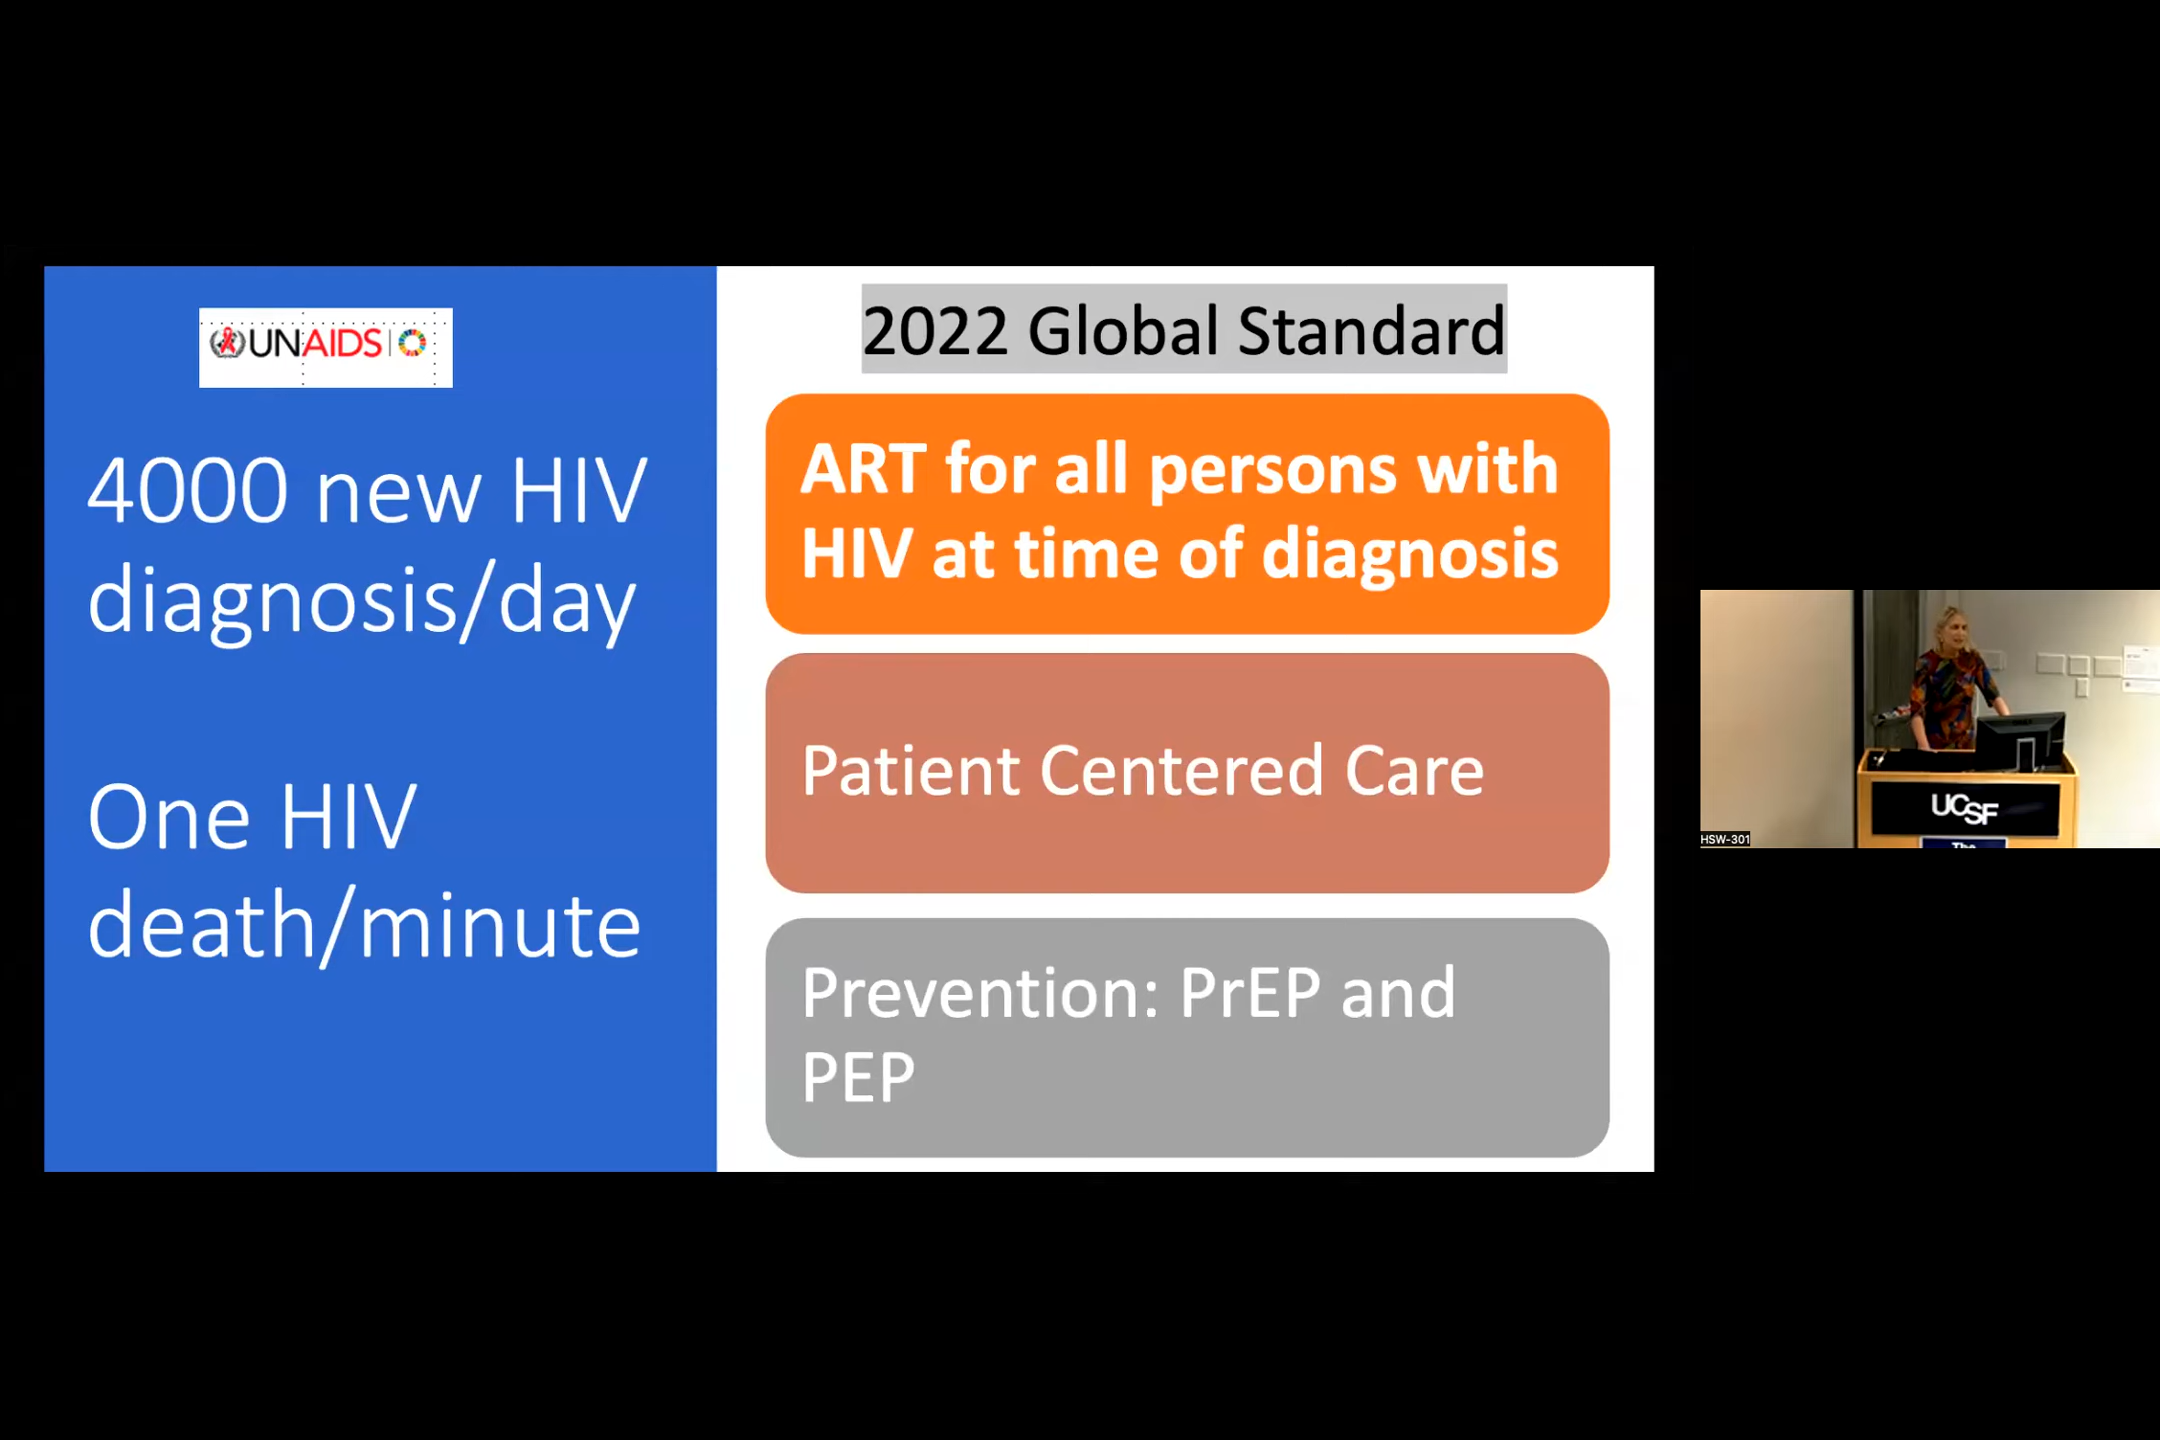 UNAIDS
4000 new HIV
diagnosis/day
One HIV
death/minute
2022 Global Standard
ART for all persons with
HIV at time of diagnosis
Patient Centered Care
Prevention: PrEP and
PEP
UCSF
The
HSW-301